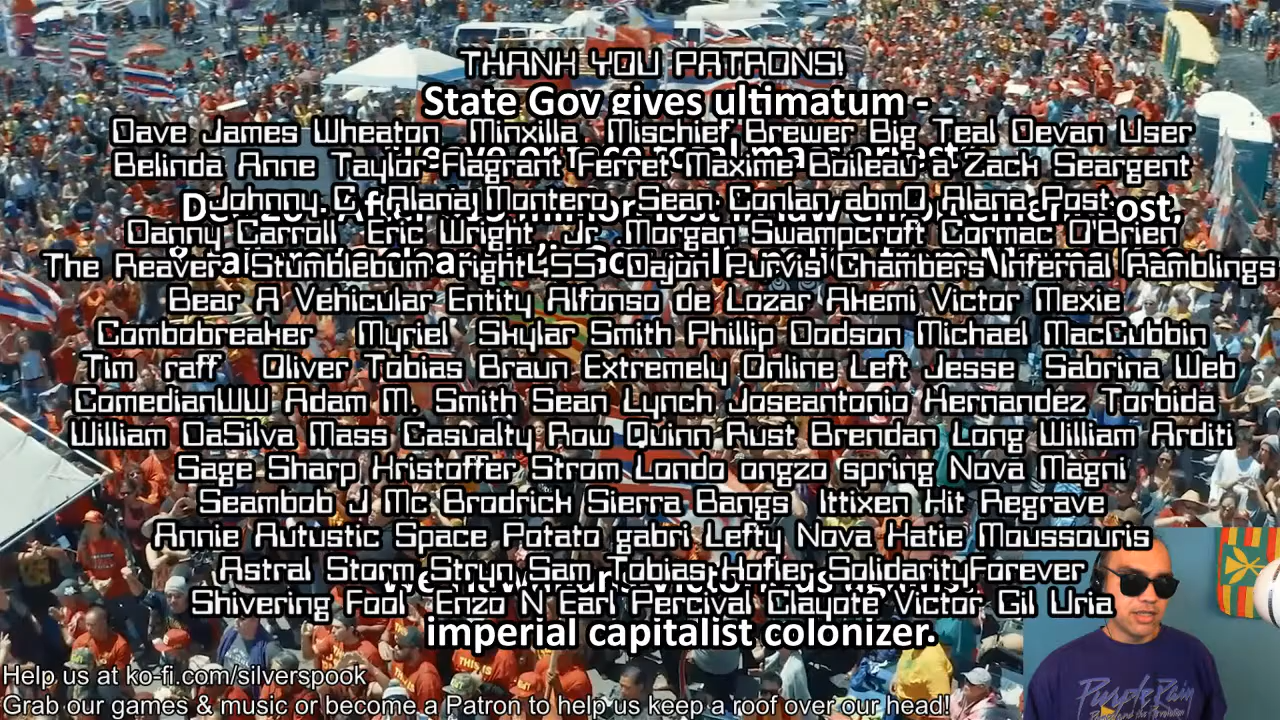 THANK YOU PATRONS!
State Gov gives ultimatum -
Dave James Wheaton Minxilla Mischief Brewer Big Teal Devan User
Belinda Anne Taylor Flagrant Ferret Maxime Boileau a Zack Seargent
Johnny C Alana Montero Sean Conlan abmO Alana Post
Danny Carroll Eric Wright Jr Morgan Swampcroft Cormac O'Brien
The Reaver Stumblebum right 455 Dajori Purvis Chambers Infernal Ramblings
Bear A Vehicular Entity Alfonso de Lozar Akemi Victor Mexie
Combobreaker Myriel Skylar Smith Phillip Dodson Michael MacCubbin
Tim raff Oliver Tobias Braun Extremely Online Left Jesse Sabrina Web
ComedianWW Adam M. Smith Sean Lynch Joseantonio Hernandez Torbida
William DaSilva Mass Casualty Row Quinn Rust Brendan Long William Arditi
Sage Sharp Kristoffer Strom Londo ongzo spring Nova Magni
Seambob J Mc Brodrick Sierra Bangs Ittixen Kit Regrave
Annie Autustic Space Potato gabri Lefty Nova Katie Moussouris
Astral Storm Stryn Sam Tobias Hofler SolidarityForever
Shivering Fool Enzo N Earl Percival Clayote Victor Gil Uria
imperial capitalist colonizer.
Help us at ko-fi.com/silverspook
Grab our games & music or become a Patron to help us keep a roof over our head!
Purple Rain